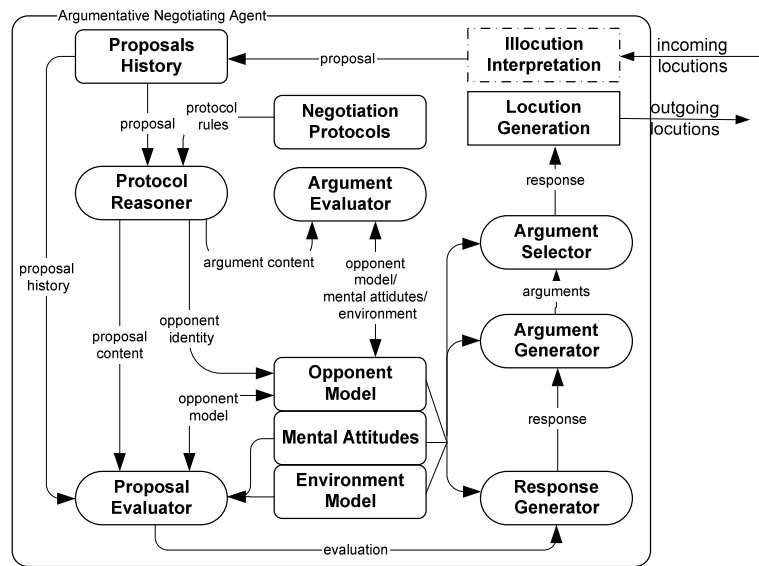 Argumentative Negotiating Agent
Proposals
History
proposal
Illocution
Interpretation
incoming
locutions
proposal
protocol
rules
Negotiation
Protocols
Locution
Generation
outgoing
locutions
Protocol
Reasoner
Argument
Evaluator
response
Argument
Selector
proposal
history
argument content
opponent
model/
mental attidutes/
environment
arguments
proposal
content
opponent
identity
Argument
Generator
Opponent
Model
opponent
model
response
Mental Attitudes
Proposal
Evaluator
Environment
Model
Response
Generator
evaluation